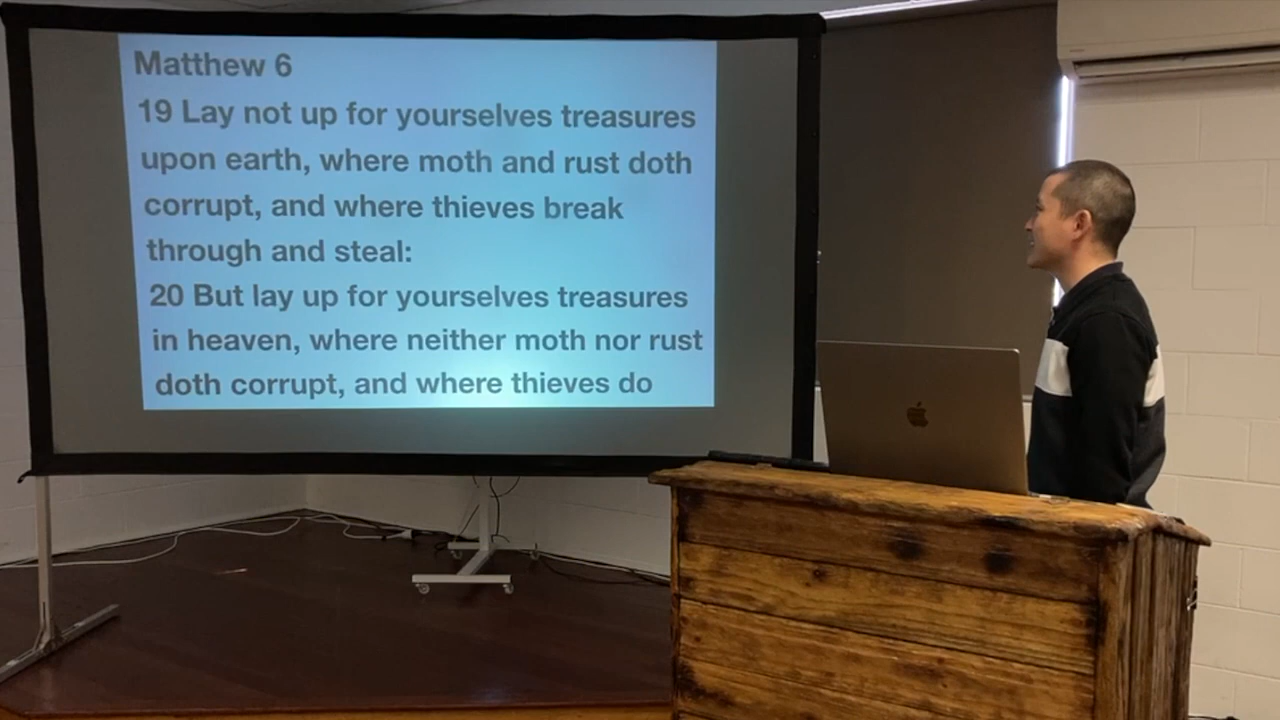 Matthew 6
19 Lay not up for yourselves treasures
upon earth, where moth and rust doth
corrupt, and where thieves break
through and steal:
20 But lay up for yourselves treasures
in heaven, where neither moth nor rust
doth corrupt, and where thieves do